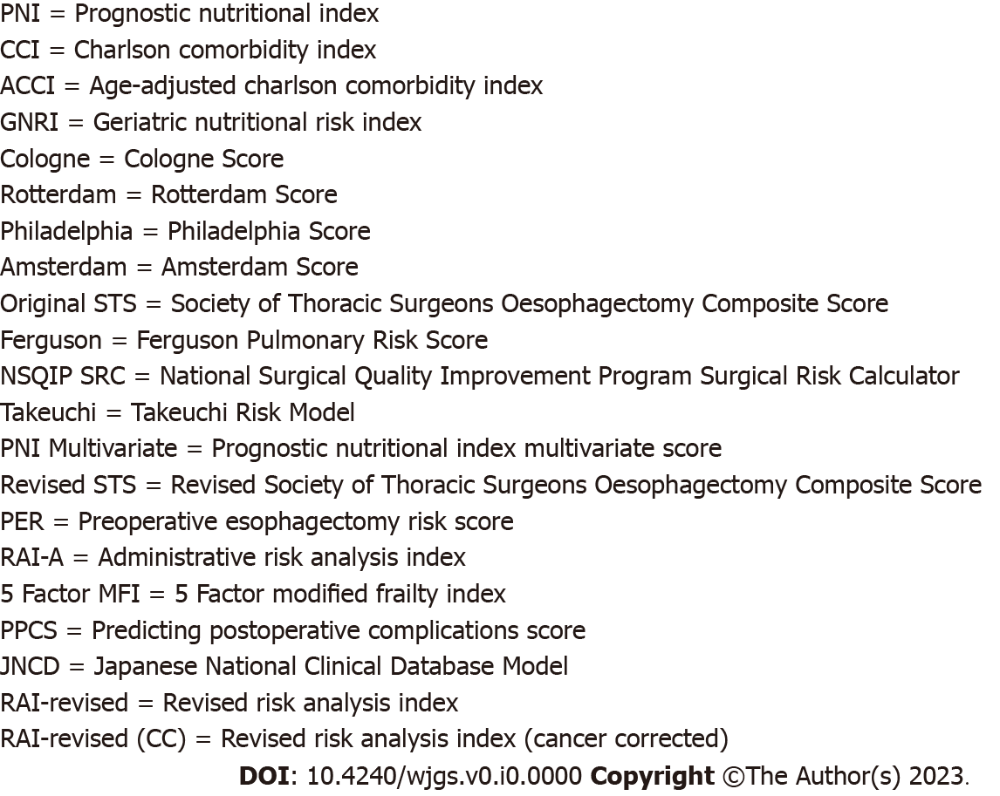 PNI = Prognostic nutritional index
CCI = Charlson comorbidity index
ACCI = Age-adjusted charlson comorbidity index
GNRI = Geriatric nutritional risk index
Cologne = Cologne Score
Rotterdam = Rotterdam Score
Philadelphia = Philadelphia Score
Amsterdam = Amsterdam Score
Original STS = Society of Thoracic Surgeons Oesophagectomy Composite Score
Ferguson = Ferguson Pulmonary Risk Score
NSQIP SRC = National Surgical Quality Improvement Program Surgical Risk Calculator
Takeuchi = Takeuchi Risk Model
PNI Multivariate = Prognostic nutritional index multivariate score
Revised STS = Revised Society of Thoracic Surgeons Oesophagectomy Composite Score
PER = Preoperative esophagectomy risk score
RAI-A = Administrative risk analysis index
5 Factor MFI = 5 Factor modified frailty index
PPCS = Predicting postoperative complications score
JNCD = Japanese National Clinical Database Model
RAI-revised = Revised risk analysis index
RAI-revised (CC) = Revised risk analysis index (cancer corrected)
DOI: 10.4240/wjgs.v0.i0.0000 Copyright ©The Author(s) 2023.